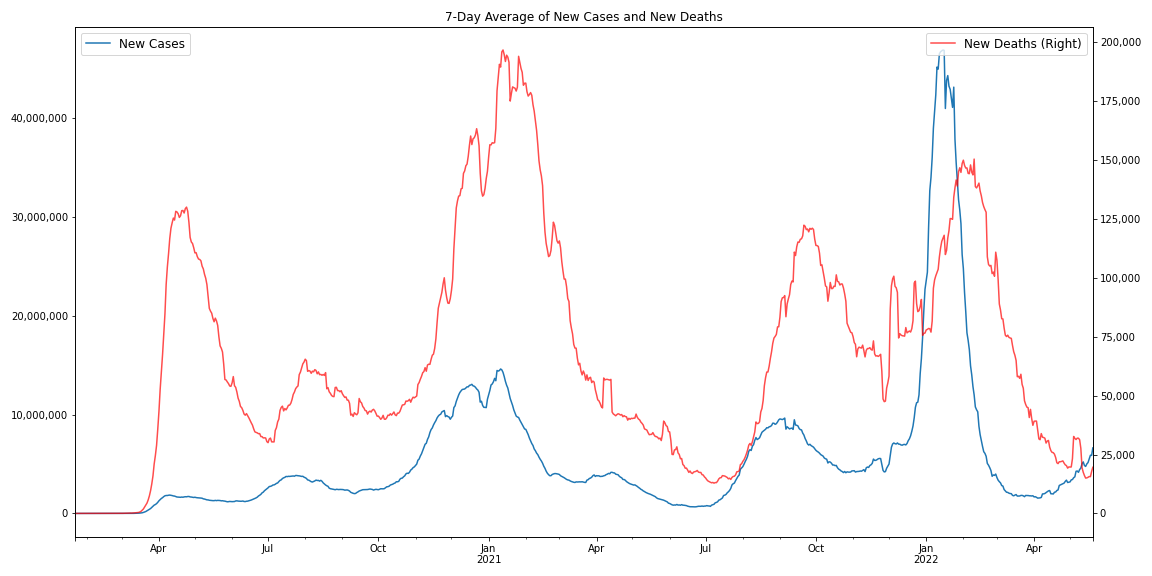 7-Day Average of New Cases and New Deaths
New Cases
New Deaths (Right)
40,000,000
30,000,000
20,000,000
10,000,000
0
200,000
175,000
150,000
125,000
100,000
75,000
50,000
25,000
0
Apr
Jul
Oct
Jan
2021
Apr
Jul
Oct
Jan
2022
Apr